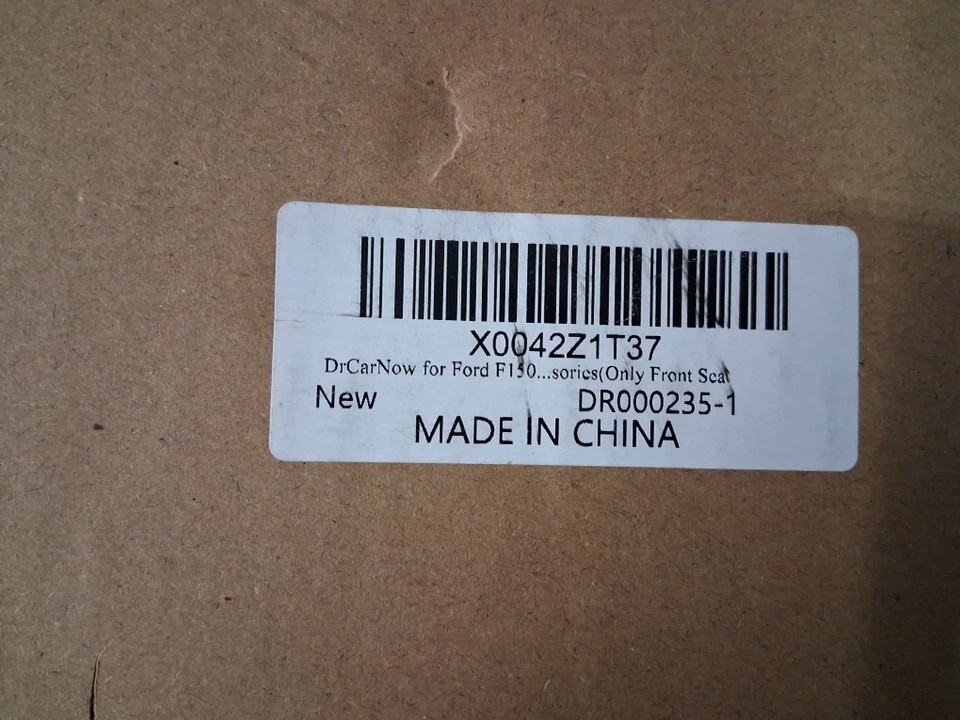 X0042Z1T37
DrCarNow for Ford F150...sories(Only Front Seat
New DR000235-1
MADE IN CHINA